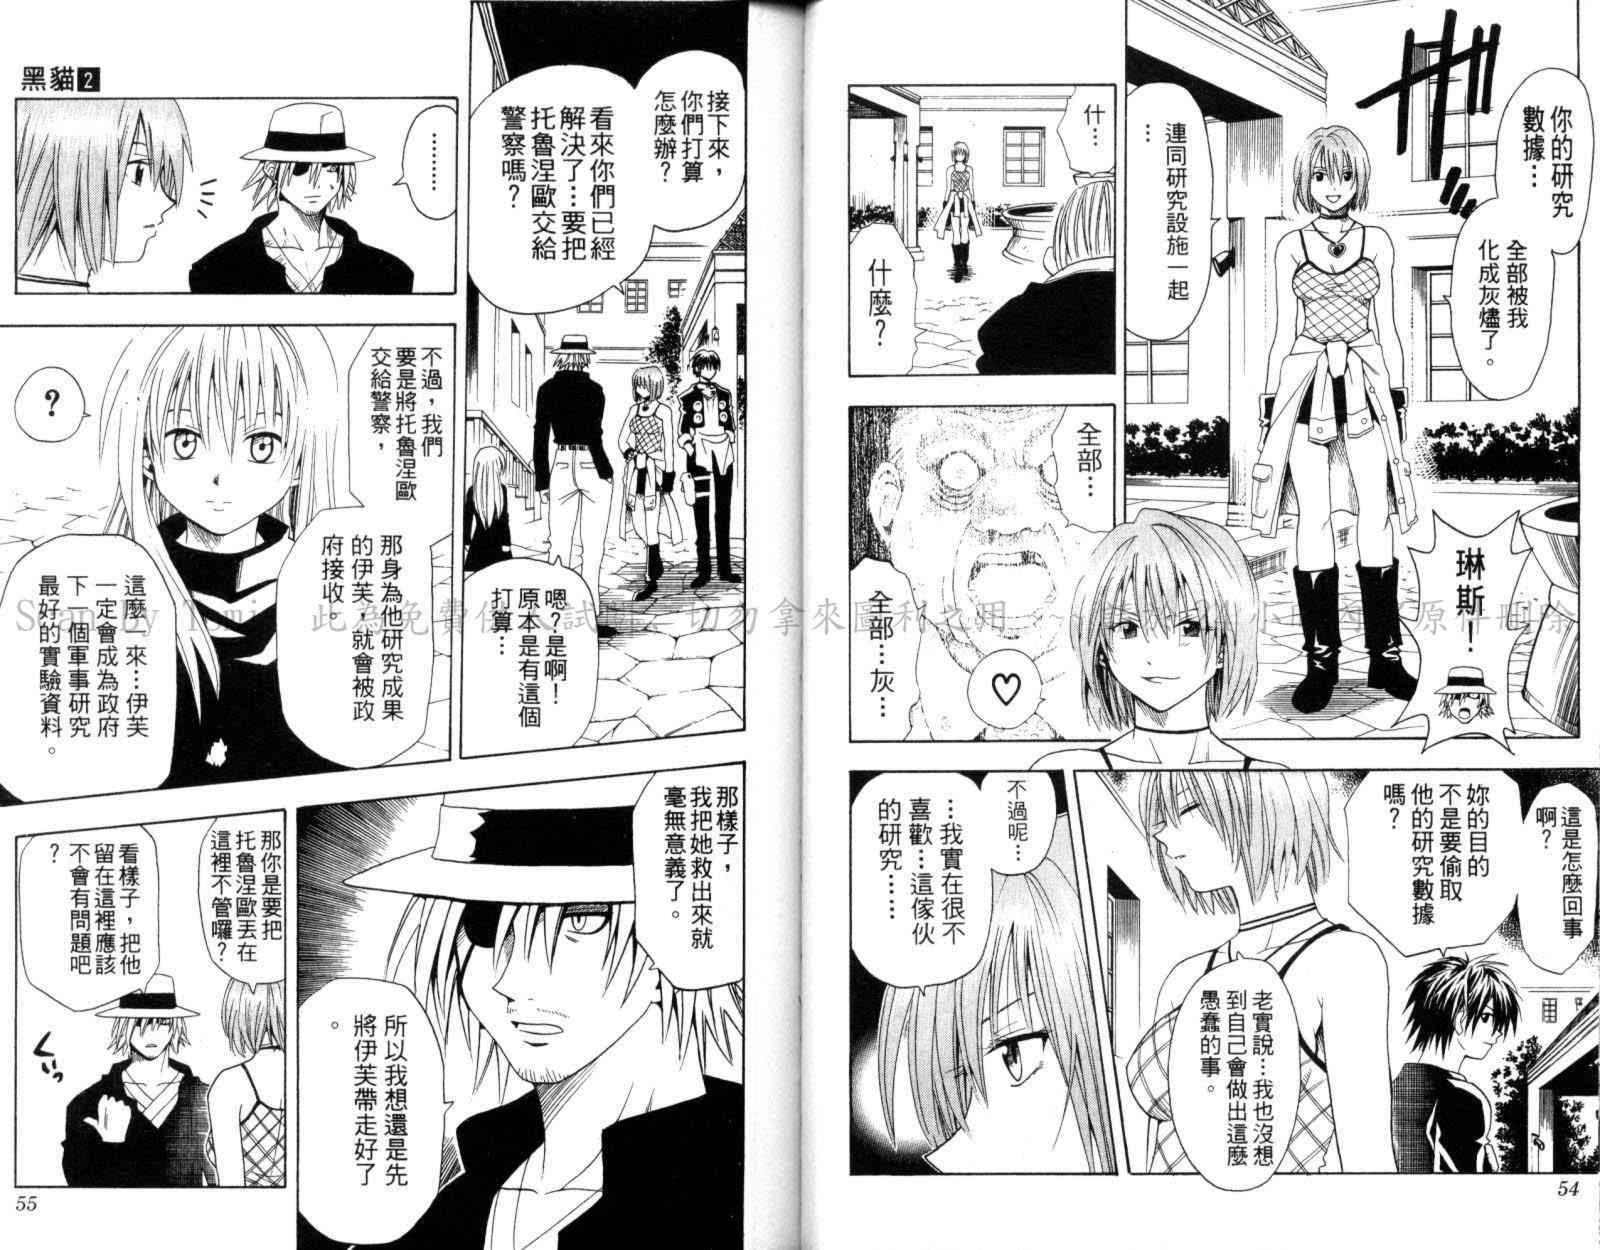 你的研究
數據…
全部被我
化成灰燼了。
連同研究設施一起
…
琳斯！
什…
什麼？
全部…
全部…灰…
♡
這是怎麼回事
啊？
妳的目的
不是要偷取
他的研究數據
嗎？
老實說…我也沒想
到自己會做出這麼
愚蠢的事。
不過呢…
…我實在很不
喜歡…這傢伙
的研究……
54
黑貓2
接下來，
你們打算
怎麼辦？
看來你們已經
解決了…要把
托魯涅歐交給
警察嗎？
嗯？是啊！
原本是有這個
打算…
………
不過，我們
要是將托魯涅歐
交給警察，
那身為他研究成果
的伊芙，就會被政
府接收。
？
這麼一來…伊芙
一定會成為政府
下一個軍事研究
最好的實驗資料。
那樣子，
我把她救出來就
毫無意義了。
所以我想還是先
將伊芙帶走好了
。
那你是要把
托魯涅歐丟在
這裡不管囉？
看樣子，把他
留在這裡應該
不會有問題吧
？
くいっ
55